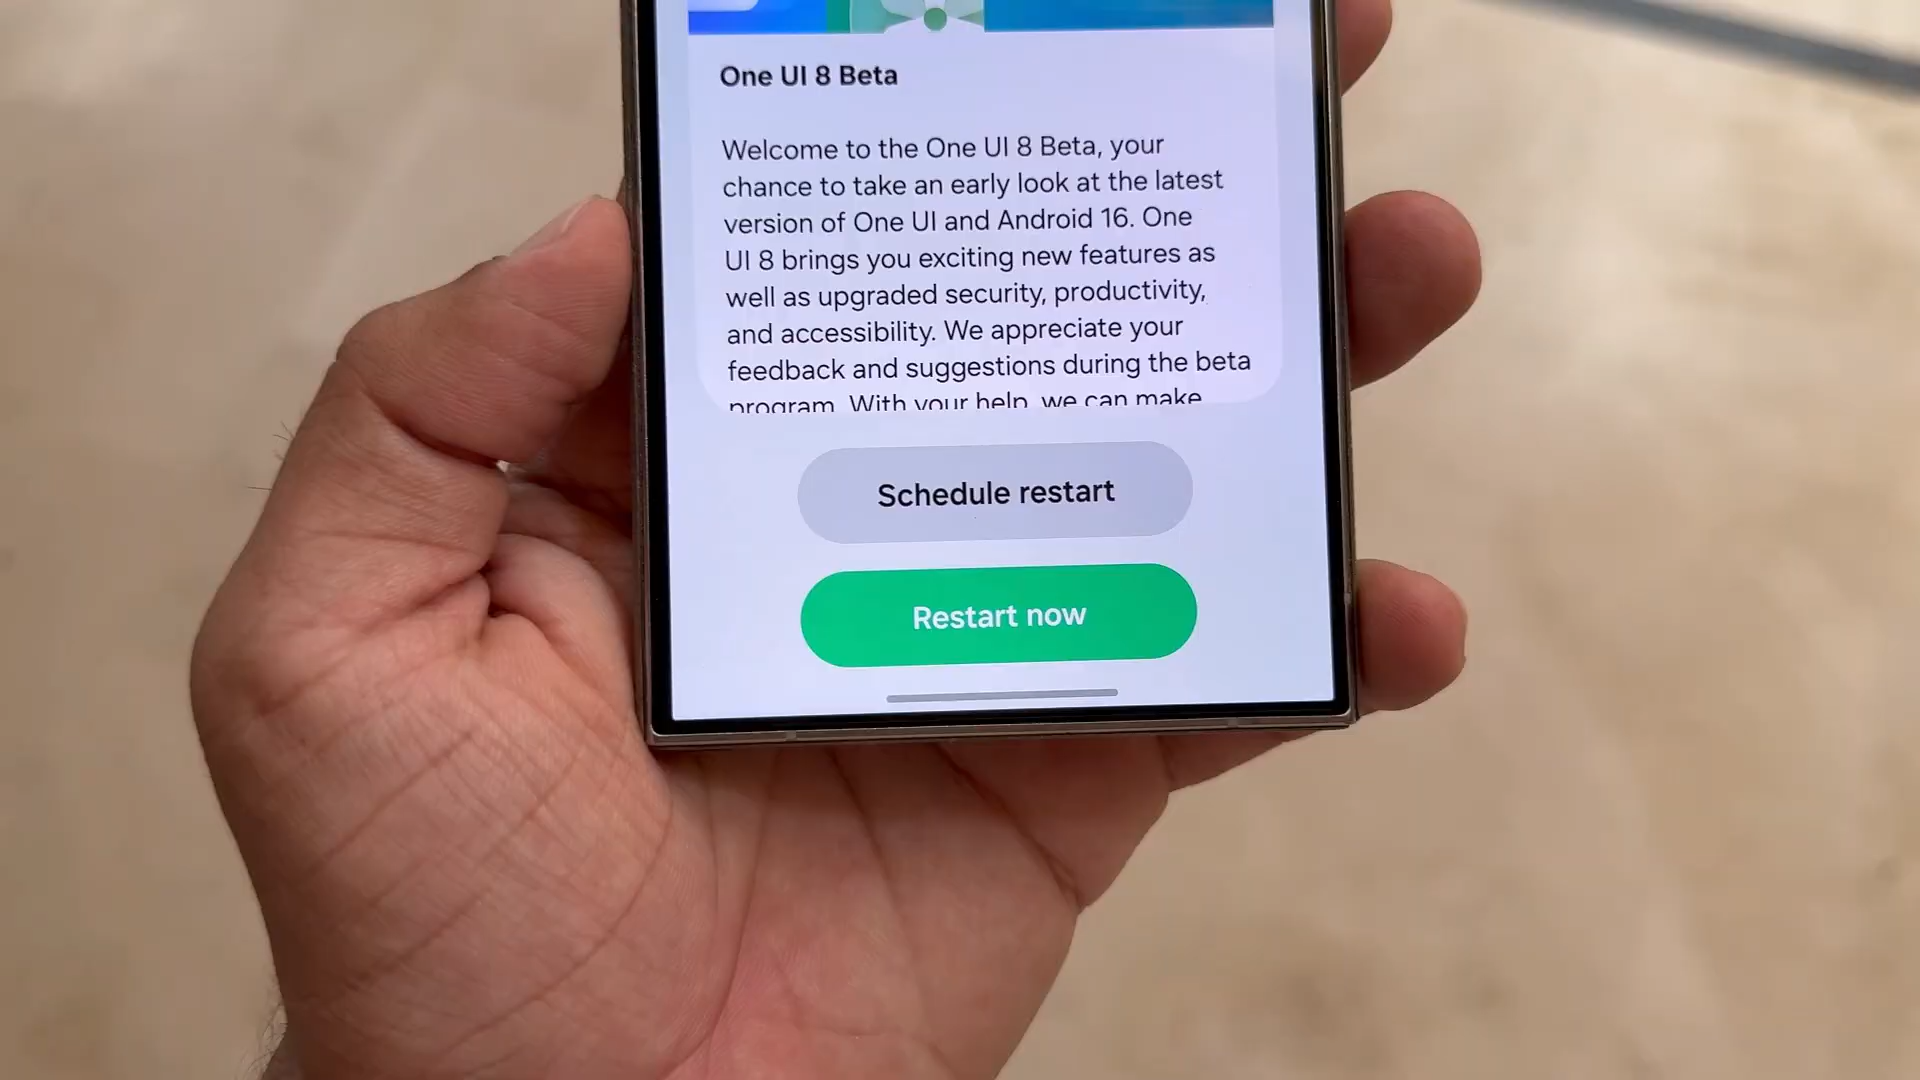 One UI 8 Beta
Welcome to the One UI 8 Beta, your
chance to take an early look at the latest
version of One UI and Android 16. One
UI 8 brings you exciting new features as
well as upgraded security, productivity,
and accessibility. We appreciate your
feedback and suggestions during the beta
program. With your help, we can make
Schedule restart
Restart now